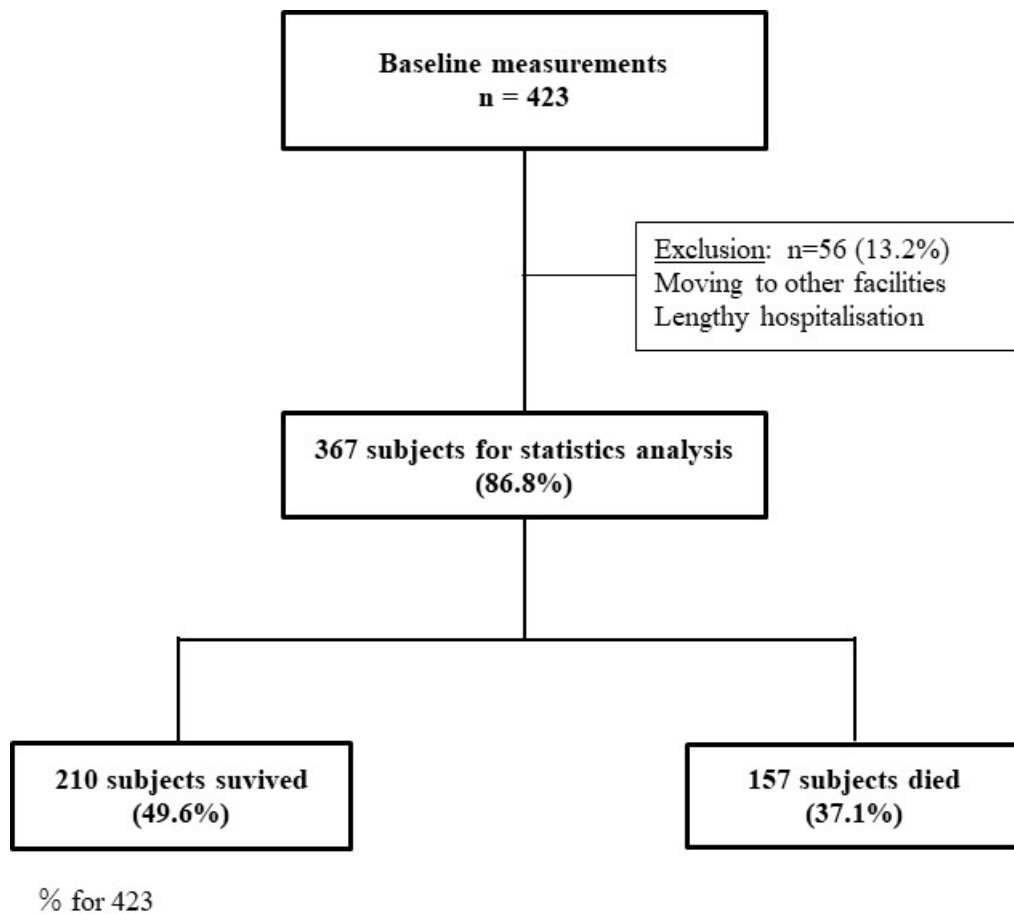 Baseline measurements
n = 423
Exclusion: n=56 (13.2%)
Moving to other facilities
Lengthy hospitalisation
367 subjects for statistics analysis
(86.8%)
210 subjects suvived
(49.6%)
157 subjects died
(37.1%)
% for 423